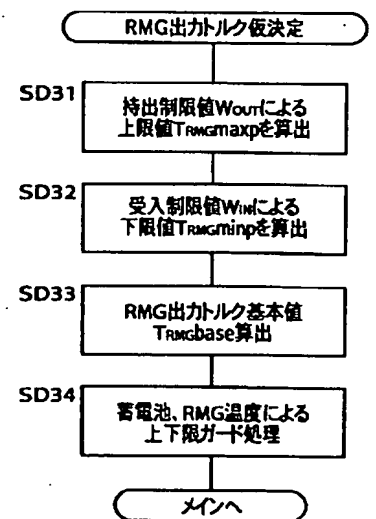 RMG出力トルク仮決定
SD31
持出制限値WOUTによる
上限値TRMGmaxpを算出
SD32
受入制限値WINによる
下限値TRMGminpを算出
SD33
RMG出力トルク基本値
TRMGbase算出
SD34
蓄電池、RMG温度による
上下限ガード処理
メインへ